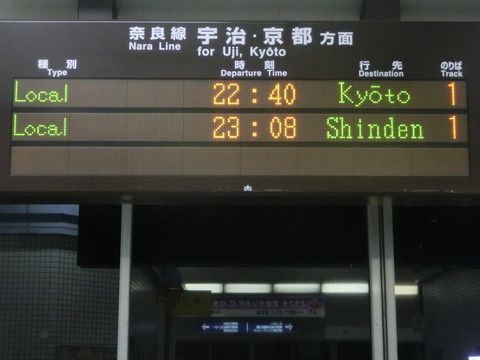 奈良線 宇治・京都 方面
Nara Line for Uji, Kyōto
種別 時刻 行先 のりば
Type Departure Time Destination Track
Local 22:40 Kyōto 1
Local 23:08 Shinden 1